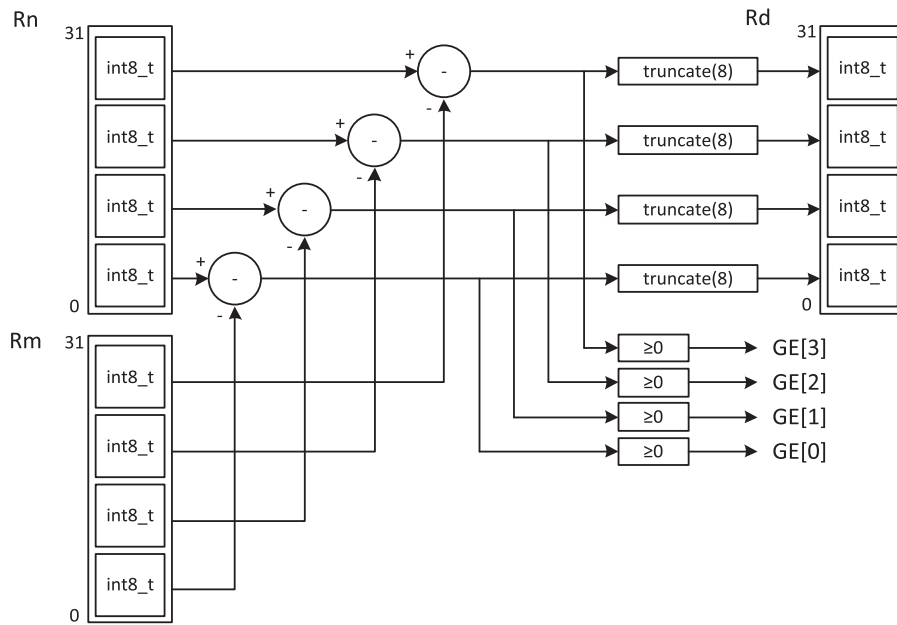 Rn
Rd
31
31
int8_t
+
-
-
truncate(8)
int8_t
int8_t
+
-
-
truncate(8)
int8_t
int8_t
+
-
-
truncate(8)
int8_t
int8_t
+
-
-
truncate(8)
int8_t
0
0
Rm
31
int8_t
int8_t
int8_t
int8_t
0
≥0
GE[3]
≥0
GE[2]
≥0
GE[1]
≥0
GE[0]